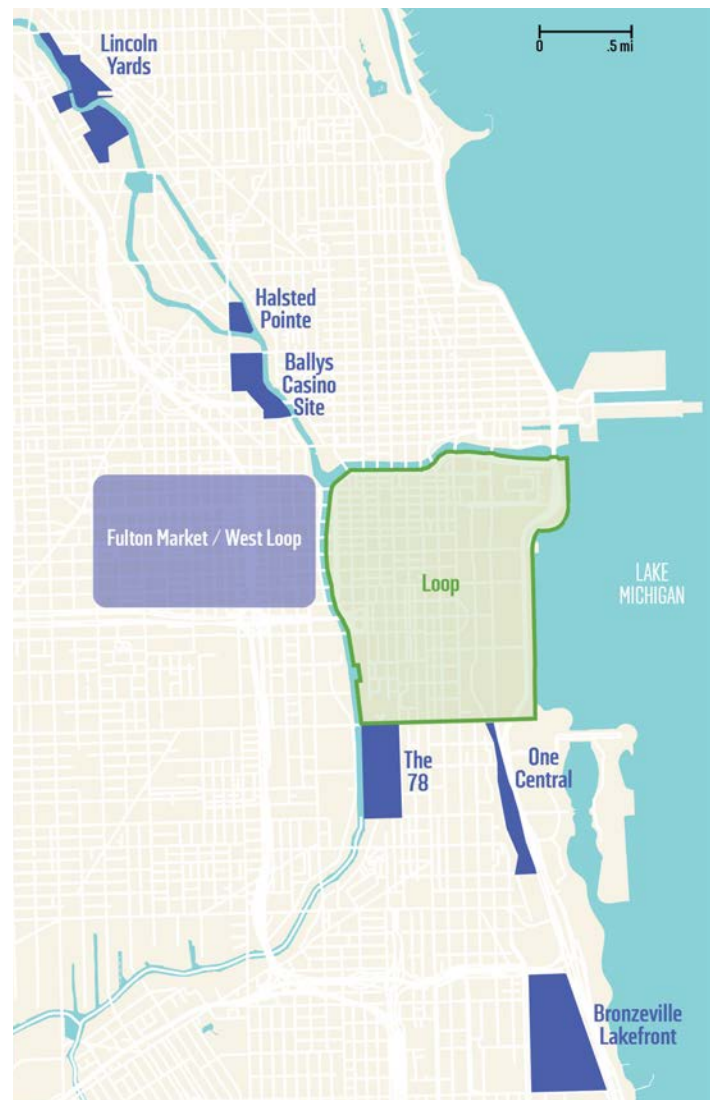 Lincoln
Yards
0 .5 mi
Halsted
Pointe
Ballys
Casino
Site
Fulton Market / West Loop
Loop
LAKE
MICHIGAN
The
78
One
Central
Bronzeville
Lakefront